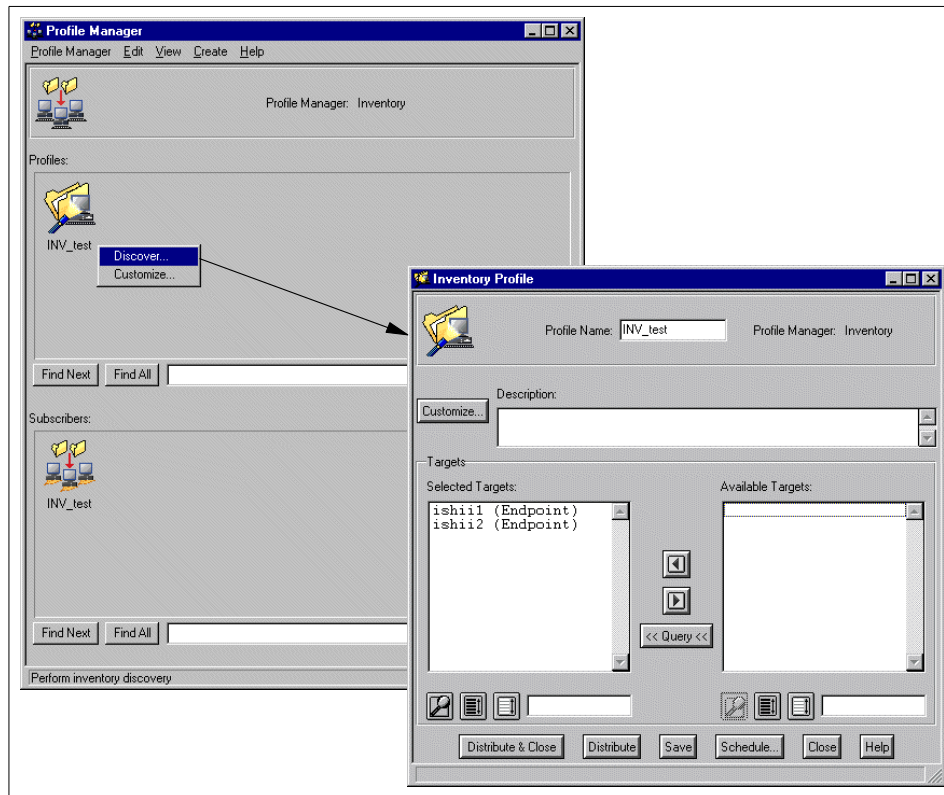 Profile Manager
Profile Manager Edit View Create Help
Profile Manager: Inventory
Profiles:
INV_test
Discover...
Customize...
Find Next Find All
Subscribers:
INV_test
Find Next Find All
Perform inventory discovery
Inventory Profile
Profile Name: INV_test Profile Manager: Inventory
Customize... Description:
Targets
Selected Targets: Available Targets:
ishii1 (Endpoint)
ishii2 (Endpoint)
<< Query <<
Distribute & Close Distribute Save Schedule... Close Help